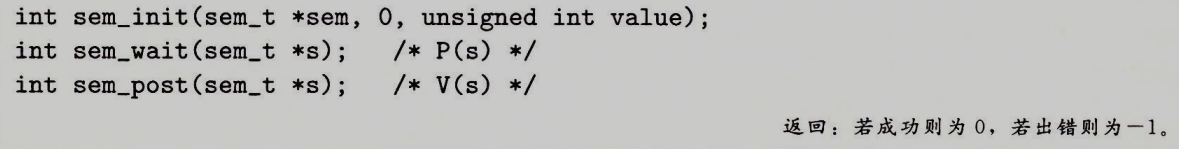 int sem_init(sem_t *sem, 0, unsigned int value);
int sem_wait(sem_t *s); /* P(s) */
int sem_post(sem_t *s); /* V(s) */
返回：若成功则为 0，若出错则为－1。